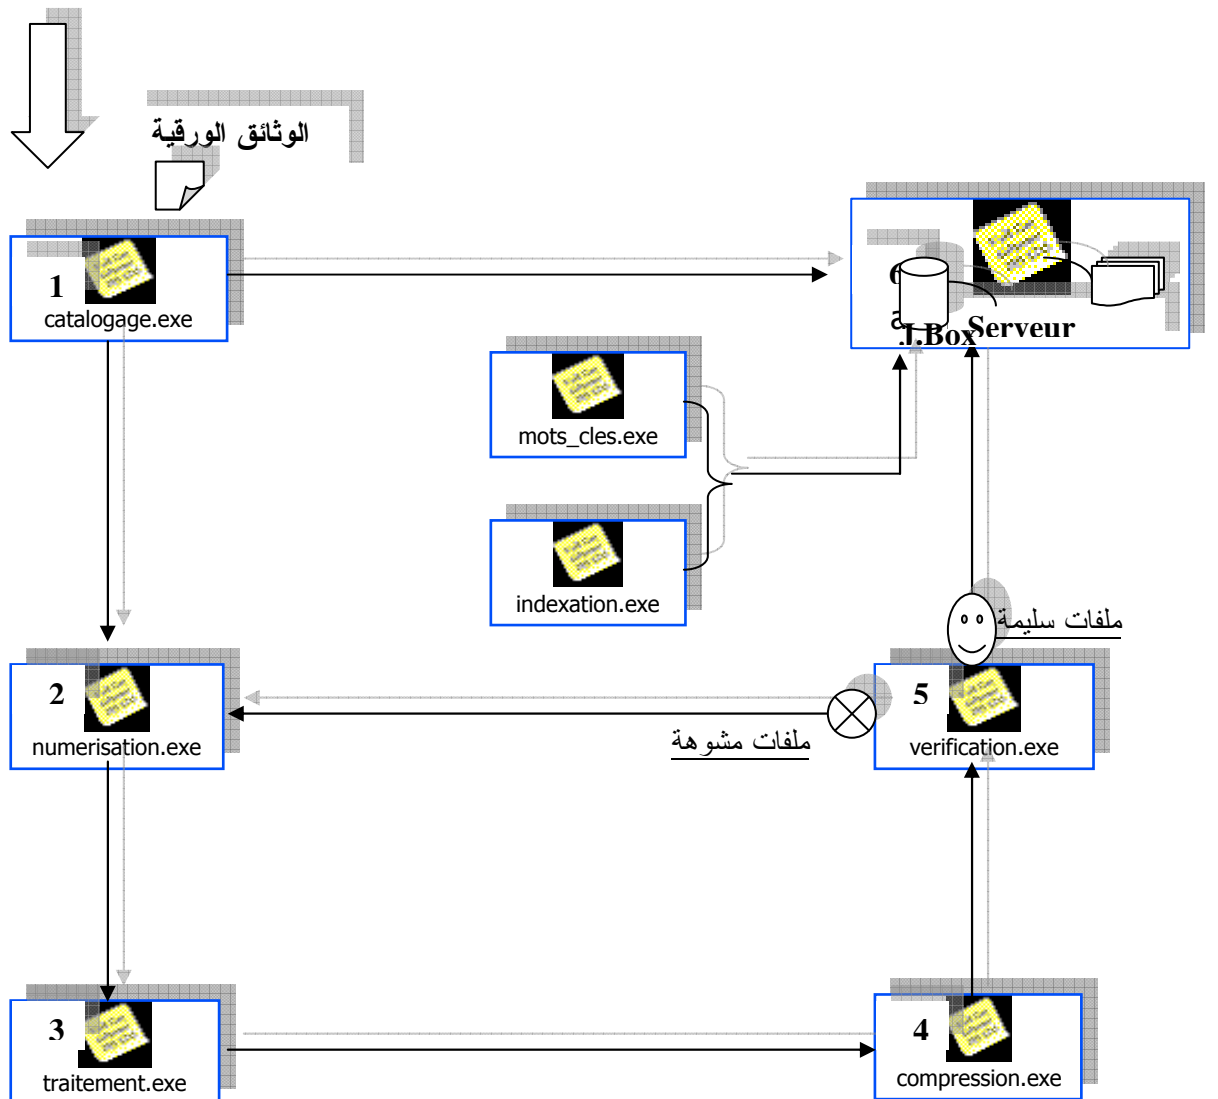 الوثائق الورقية
1
catalogage.exe
6
J.Box
Serveur
mots_cles.exe
indexation.exe
ملفات سليمة
2
numerisation.exe
5
verification.exe
ملفات مشوهة
3
traitement.exe
4
compression.exe